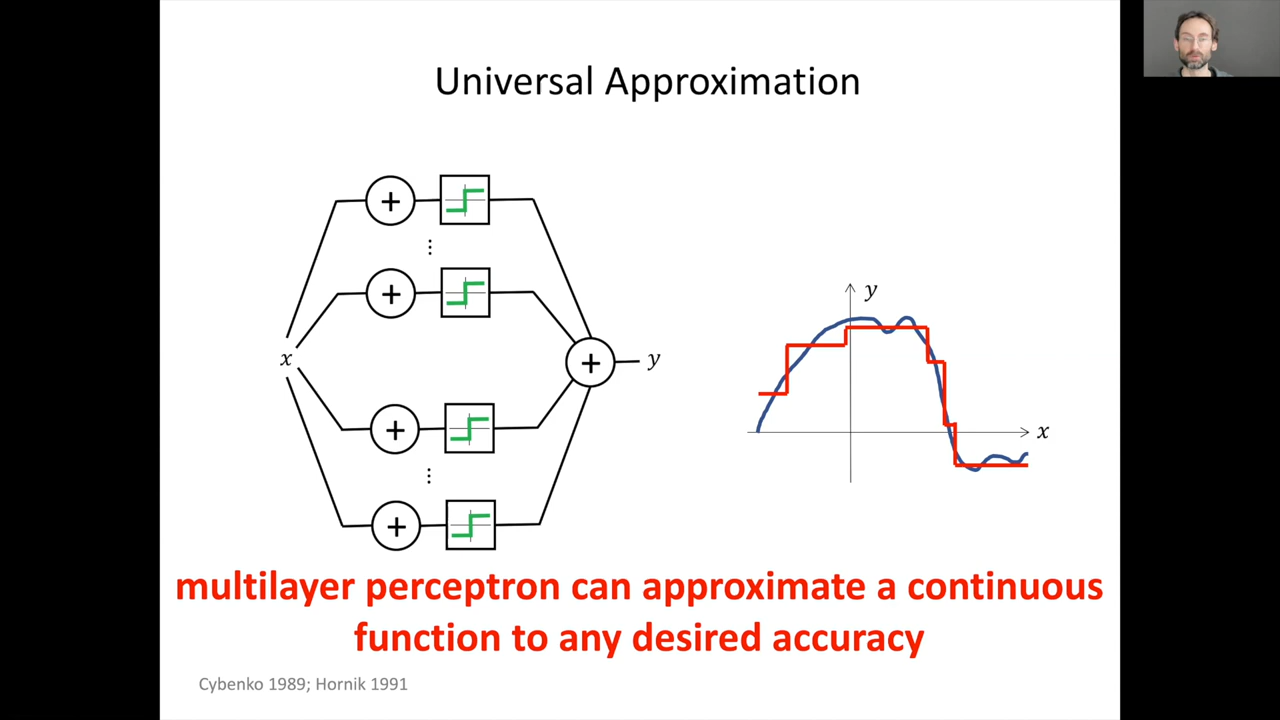 Universal Approximation
+
⋮
+
x
+
y
+
⋮
+
y
x
multilayer perceptron can approximate a continuous
function to any desired accuracy
Cybenko 1989; Hornik 1991